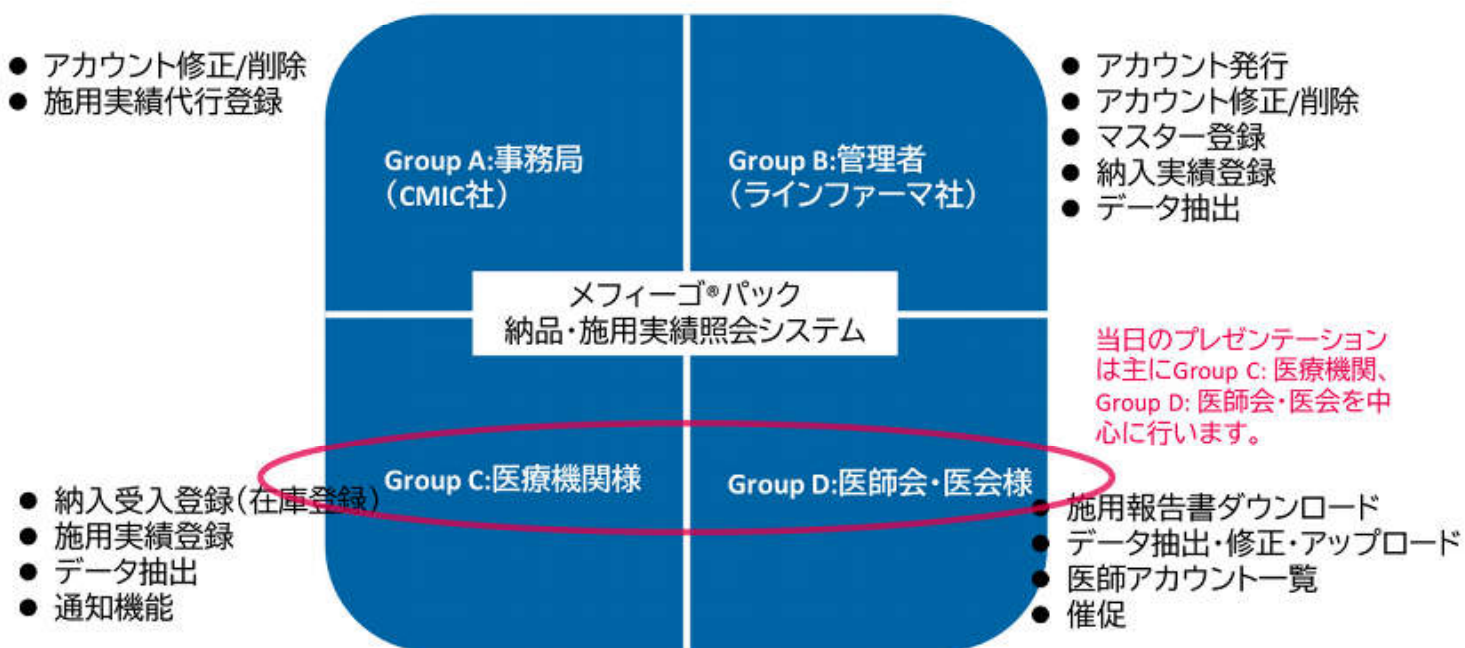 ● アカウント修正/削除
● 施用実績代行登録
Group A:事務局
（CMIC社）
Group B:管理者
（ラインファーマ社）
● アカウント発行
● アカウント修正/削除
● マスター登録
● 納入実績登録
● データ抽出
メフィーゴ®パック
納品・施用実績照会システム
当日のプレゼンテーション
は主にGroup C: 医療機関、
Group D: 医師会・医会を中
心に行います。
Group C:医療機関様
Group D:医師会・医会様
● 納入受入登録(在庫登録)
● 施用実績登録
● データ抽出
● 通知機能
● 施用報告書ダウンロード
● データ抽出・修正・アップロード
● 医師アカウント一覧
● 催促